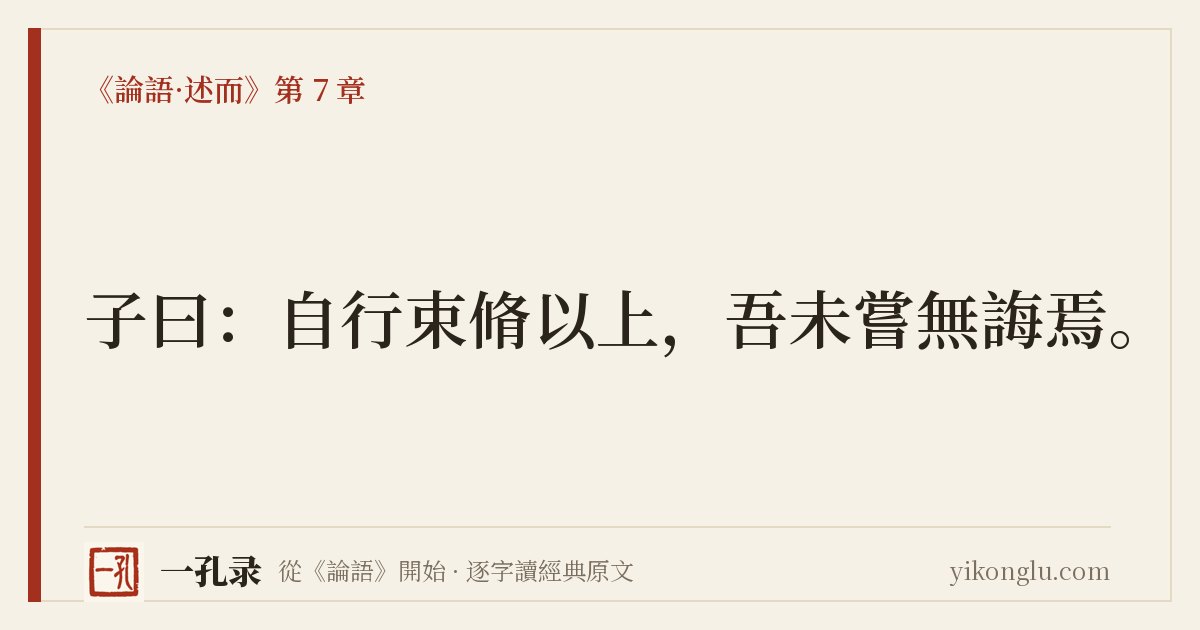 《論語·述而》第 7 章
子曰：自行束脩以上，吾未嘗無誨焉。
一孔 一孔录 從《論語》開始 · 逐字讀經典原文 yikonglu.com